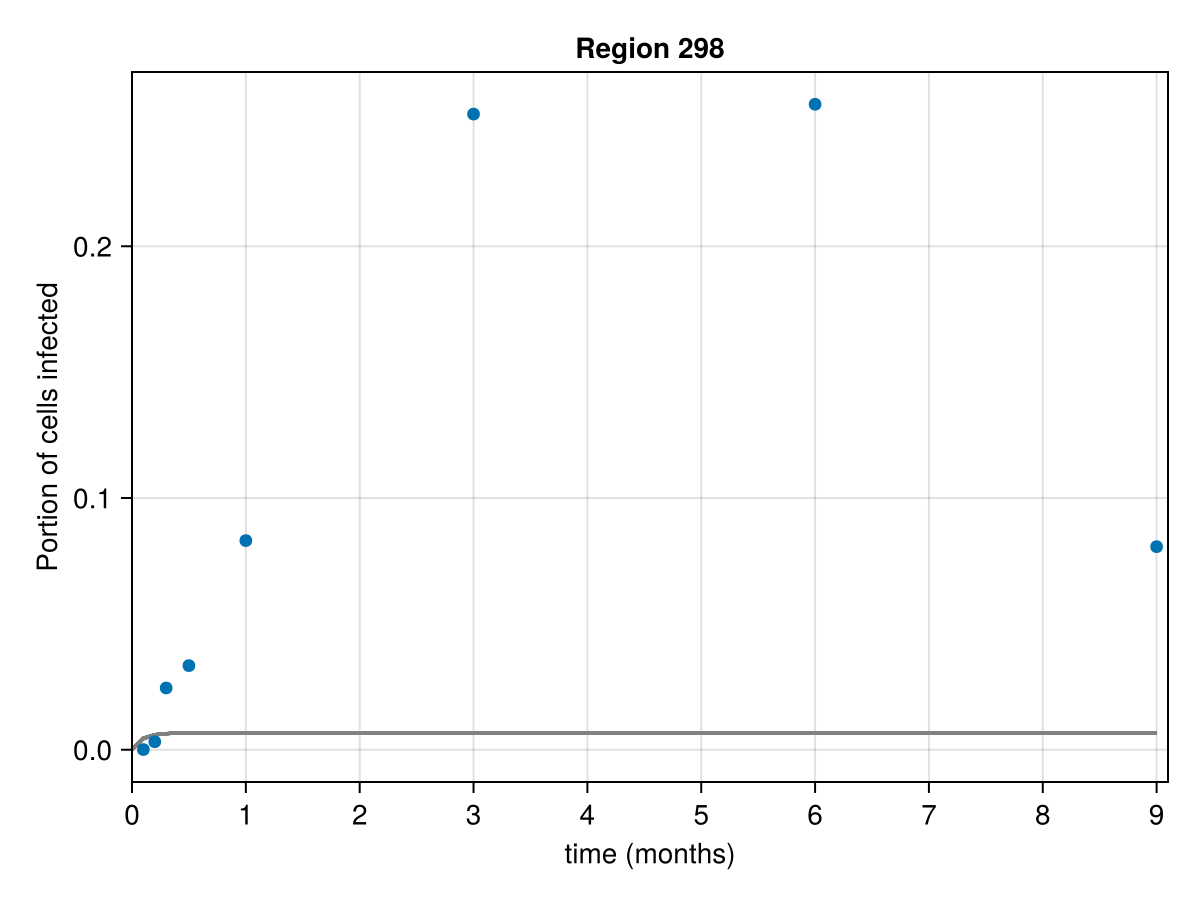 Region 298
Portion of cells infected
0.2
0.1
0.0
0 1 2 3 4 5 6 7 8 9
time (months)